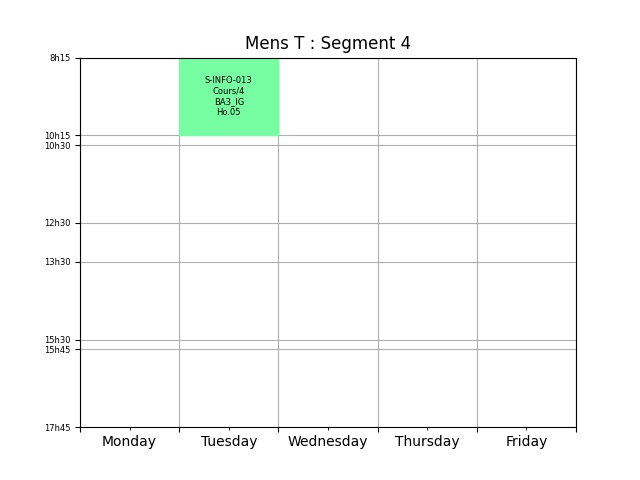 Mens T : Segment 4
8h15
S-INFO-013
Cours/4
BA3_IG
Ho.05
10h15
10h30
12h30
13h30
15h30
15h45
17h45
Monday Tuesday Wednesday Thursday Friday